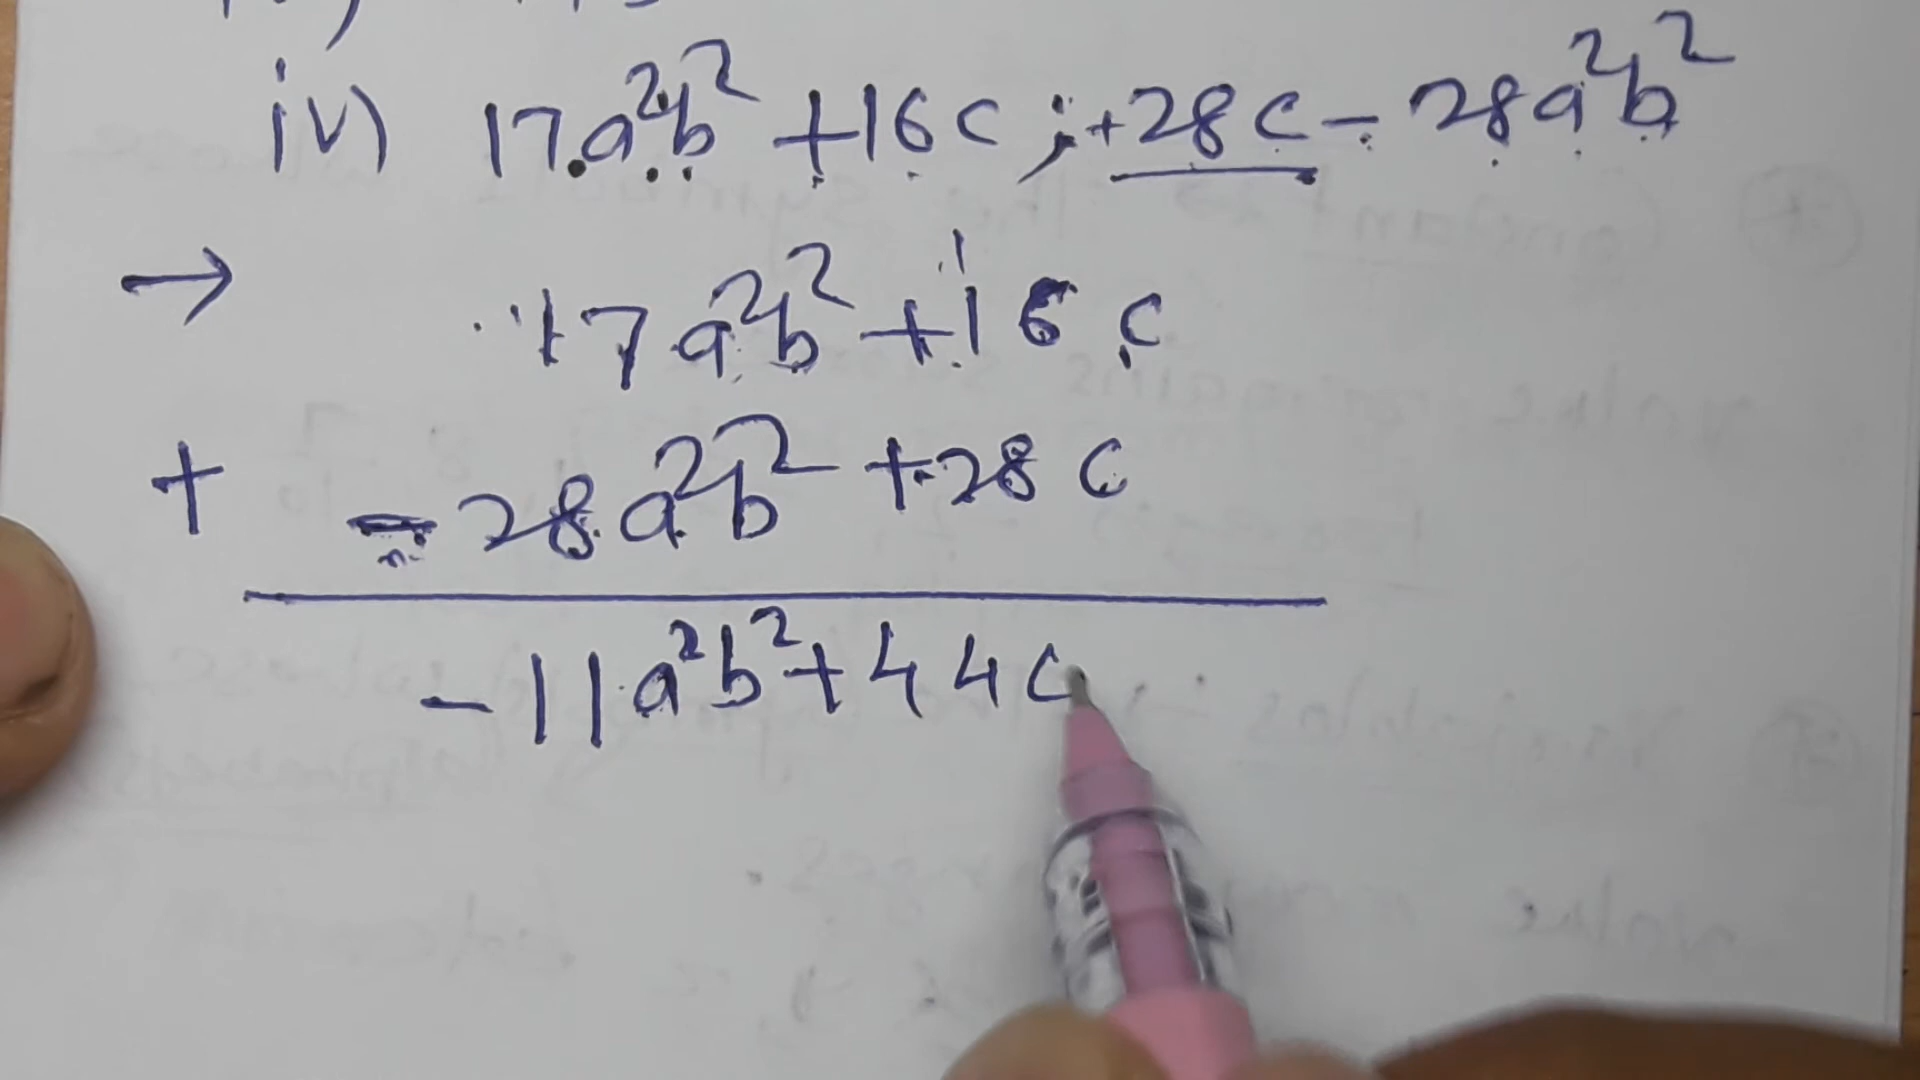 iv) 17a²b² + 16c ; +28c - 28a²b²
→ 17a²b² + 16c
+ - 28a²b² + 28c
- 11a²b² + 44c